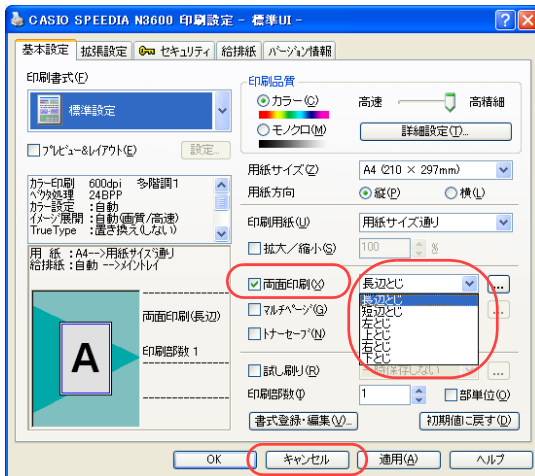 CASIO SPEEDIA N3600 印刷設定 - 標準UI -
基本設定 拡張設定 セキュリティ 給排紙 バージョン情報
印刷書式(F)
標準設定
プレビュー&レイアウト(E) 設定...
カラー印刷 600dpi 多階調1
ベクタ処理 24BPP
カラー設定 :自動
イメージ展開 :自動(画質/高速)
TrueType :置き換え(しない)
用 紙 :A4-->用紙サイズ通り
給排紙:自動 -->メイントレイ
両面印刷(長辺)
印刷部数 1
A
印刷品質
カラー(C) 高速 高精細
モノクロ(M) 詳細設定(T)...
用紙サイズ(Z) A4 (210 × 297mm)
用紙方向 縦(P) 横(L)
印刷用紙(U) 用紙サイズ通り
拡大/縮小(S) 100 %
両面印刷(X) 長辺とじ ...
マルチページ(G) ...
トナーセーブ(N)
長辺とじ
短辺とじ
左とじ
上とじ
右とじ
下とじ
試し刷り(R) 一時保存しない ...
印刷部数(I) 1 部単位(O)
書式登録・編集(V)... 初期値に戻す(D)
OK キャンセル 適用(A) ヘルプ